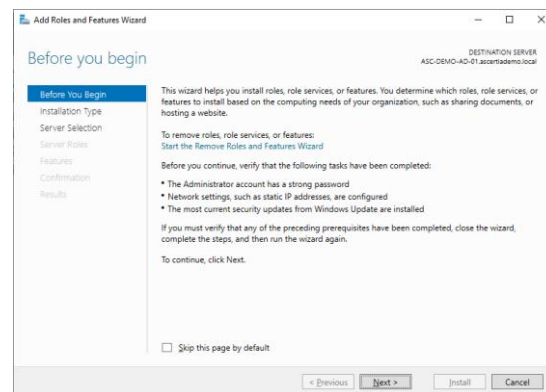 Add Roles and Features Wizard
Before you begin
DESTINATION SERVER
ASC-DEMO-AD-01.ascertiademo.local
Before You Begin
Installation Type
Server Selection
Server Roles
Features
Confirmation
Results
This wizard helps you install roles, role services, or features. You determine which roles, role services, or
features to install based on the computing needs of your organization, such as sharing documents, or
hosting a website.
To remove roles, role services, or features:
Start the Remove Roles and Features Wizard
Before you continue, verify that the following tasks have been completed:
• The Administrator account has a strong password
• Network settings, such as static IP addresses, are configured
• The most current security updates from Windows Update are installed
If you must verify that any of the preceding prerequisites have been completed, close the wizard,
complete the steps, and then run the wizard again.
To continue, click Next.
Skip this page by default
< Previous
Next >
Install
Cancel